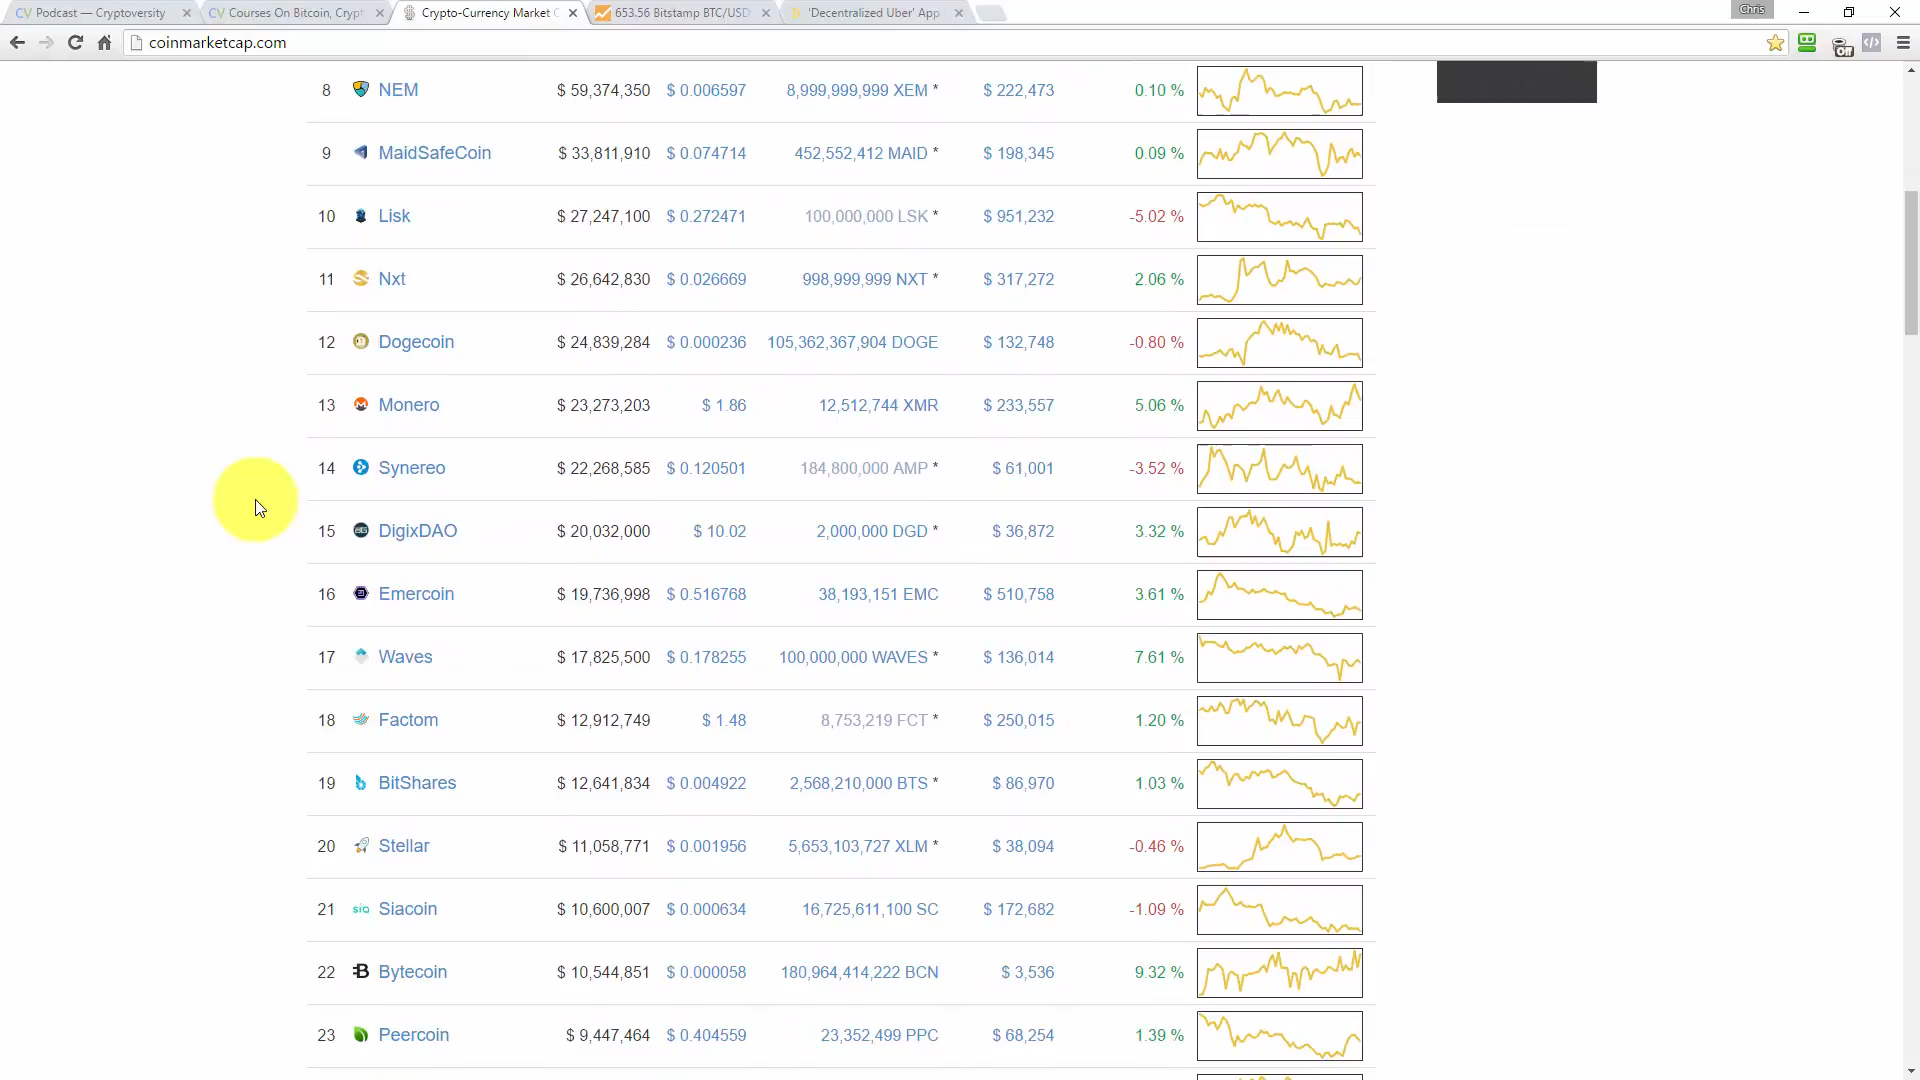 CV Podcast — Cryptoversity
CV Courses On Bitcoin, Crypt
Crypto-Currency Market C
653.56 Bitstamp BTC/USD
'Decentralized Uber' App
Chris
coinmarketcap.com
Off
8 NEM $ 59,374,350 $ 0.006597 8,999,999,999 XEM * $ 222,473 0.10 %
9 MaidSafeCoin $ 33,811,910 $ 0.074714 452,552,412 MAID * $ 198,345 0.09 %
10 Lisk $ 27,247,100 $ 0.272471 100,000,000 LSK * $ 951,232 -5.02 %
11 Nxt $ 26,642,830 $ 0.026669 998,999,999 NXT * $ 317,272 2.06 %
12 Dogecoin $ 24,839,284 $ 0.000236 105,362,367,904 DOGE $ 132,748 -0.80 %
13 Monero $ 23,273,203 $ 1.86 12,512,744 XMR $ 233,557 5.06 %
14 Synereo $ 22,268,585 $ 0.120501 184,800,000 AMP * $ 61,001 -3.52 %
15 DigixDAO $ 20,032,000 $ 10.02 2,000,000 DGD * $ 36,872 3.32 %
16 Emercoin $ 19,736,998 $ 0.516768 38,193,151 EMC $ 510,758 3.61 %
17 Waves $ 17,825,500 $ 0.178255 100,000,000 WAVES * $ 136,014 7.61 %
18 Factom $ 12,912,749 $ 1.48 8,753,219 FCT * $ 250,015 1.20 %
19 BitShares $ 12,641,834 $ 0.004922 2,568,210,000 BTS * $ 86,970 1.03 %
20 Stellar $ 11,058,771 $ 0.001956 5,653,103,727 XLM * $ 38,094 -0.46 %
21 sia Siacoin $ 10,600,007 $ 0.000634 16,725,611,100 SC $ 172,682 -1.09 %
22 Bytecoin $ 10,544,851 $ 0.000058 180,964,414,222 BCN $ 3,536 9.32 %
23 Peercoin $ 9,447,464 $ 0.404559 23,352,499 PPC $ 68,254 1.39 %